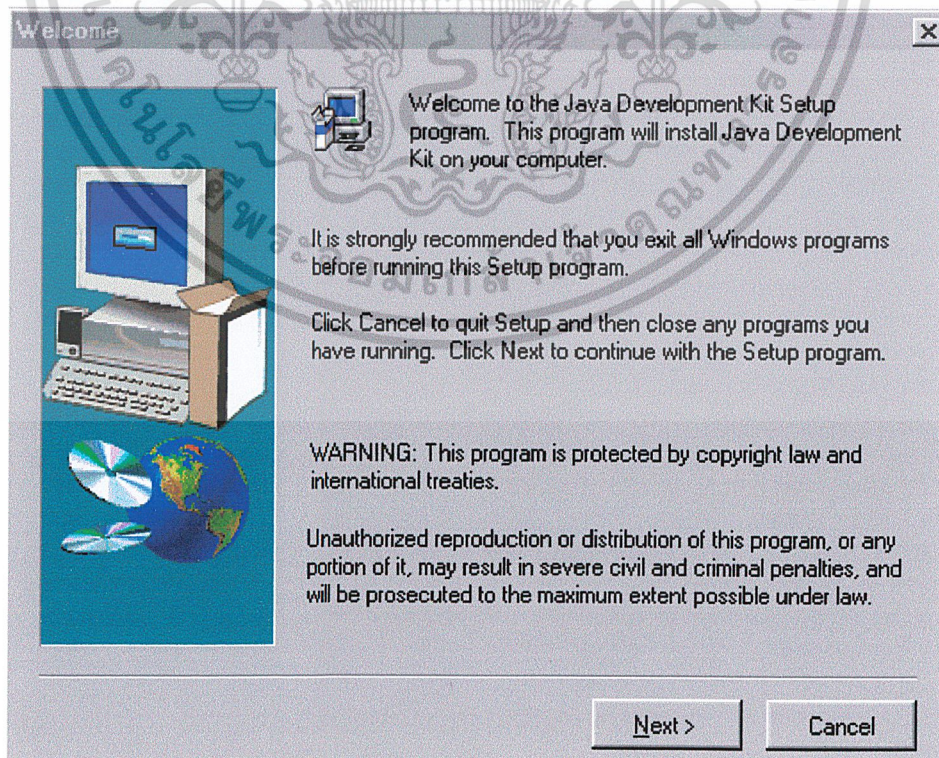 Welcome
Welcome to the Java Development Kit Setup
program. This program will install Java Development
Kit on your computer.
It is strongly recommended that you exit all Windows programs
before running this Setup program.
Click Cancel to quit Setup and then close any programs you
have running. Click Next to continue with the Setup program.
WARNING: This program is protected by copyright law and
international treaties.
Unauthorized reproduction or distribution of this program, or any
portion of it, may result in severe civil and criminal penalties, and
will be prosecuted to the maximum extent possible under law.
Next >
Cancel